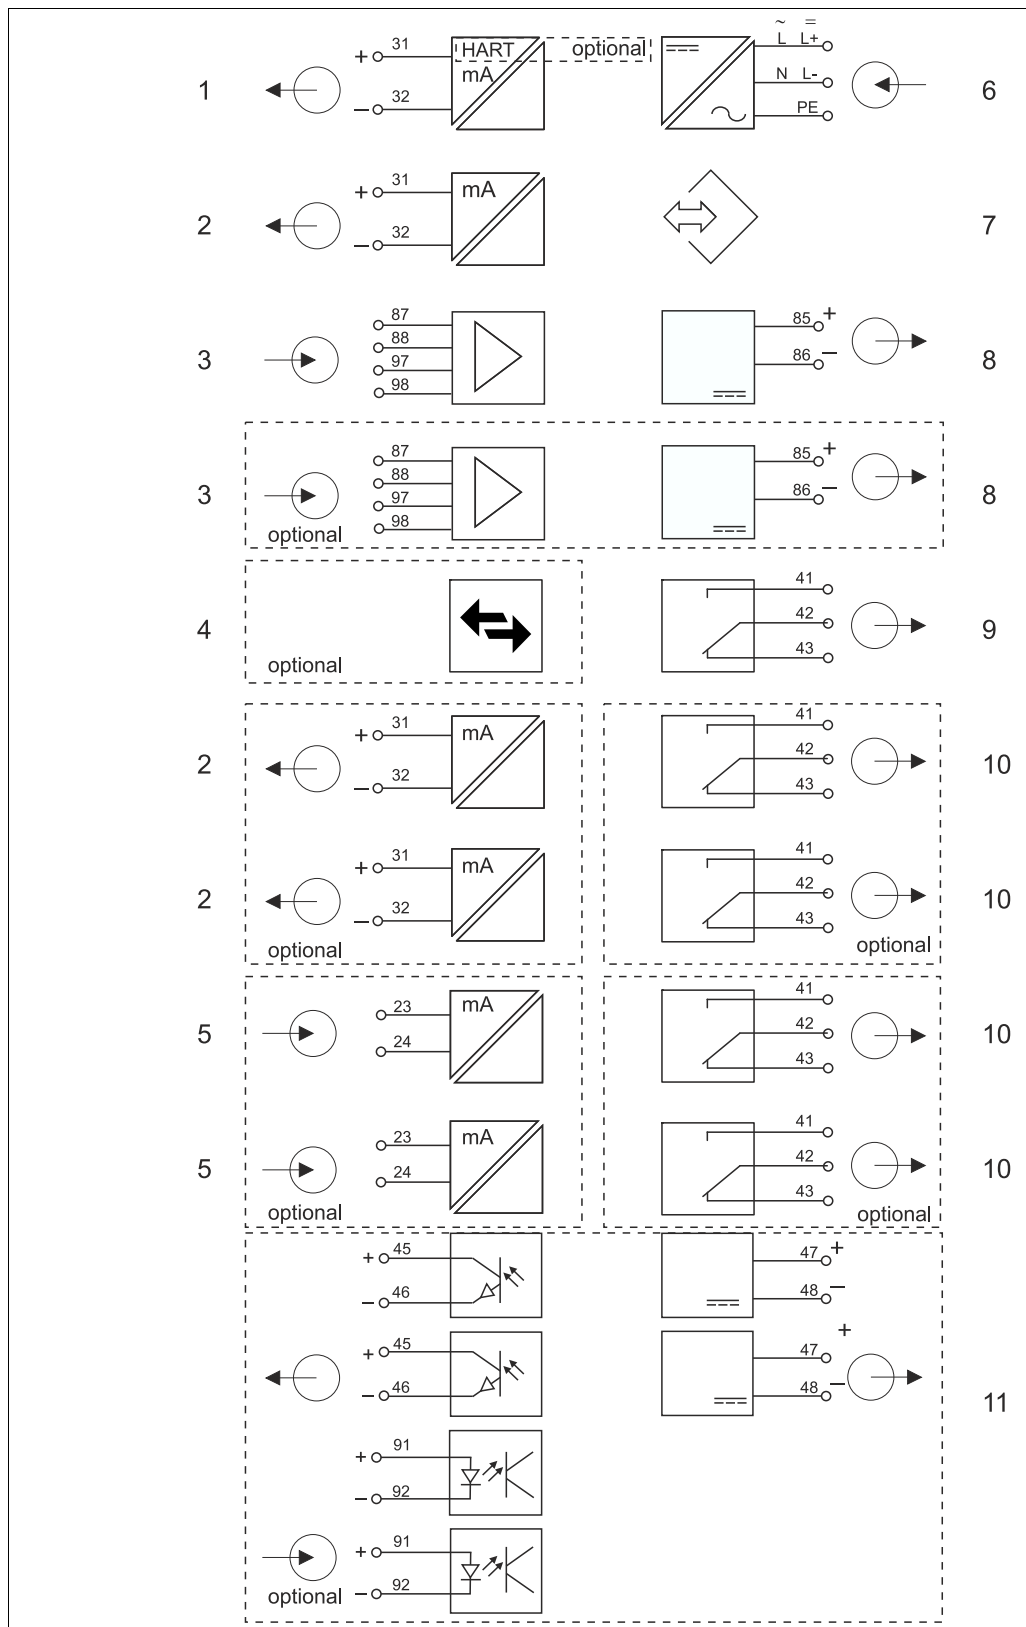 ~ =
31 HART optional L L+
+
1 mA N L- 6
32 PE
−
31 mA
+
2 7
32
−
87 85 +
88
3 8
97 86 −
98
87 85 +
88
3 8
97 86 −
98
optional
41
4 42 9
optional 43
31 mA 41
+
2 42 10
32 43
−
31 mA 41
+
2 42 10
32 43
−
optional optional
23 mA 41
5 42 10
24 43
23 mA 41
5 42 10
24 43
optional optional
+ 45 47 +
− 46 48 −
+ 45 47 +
− 46 48 −
11
+ 91
− 92
+ 91
optional − 92